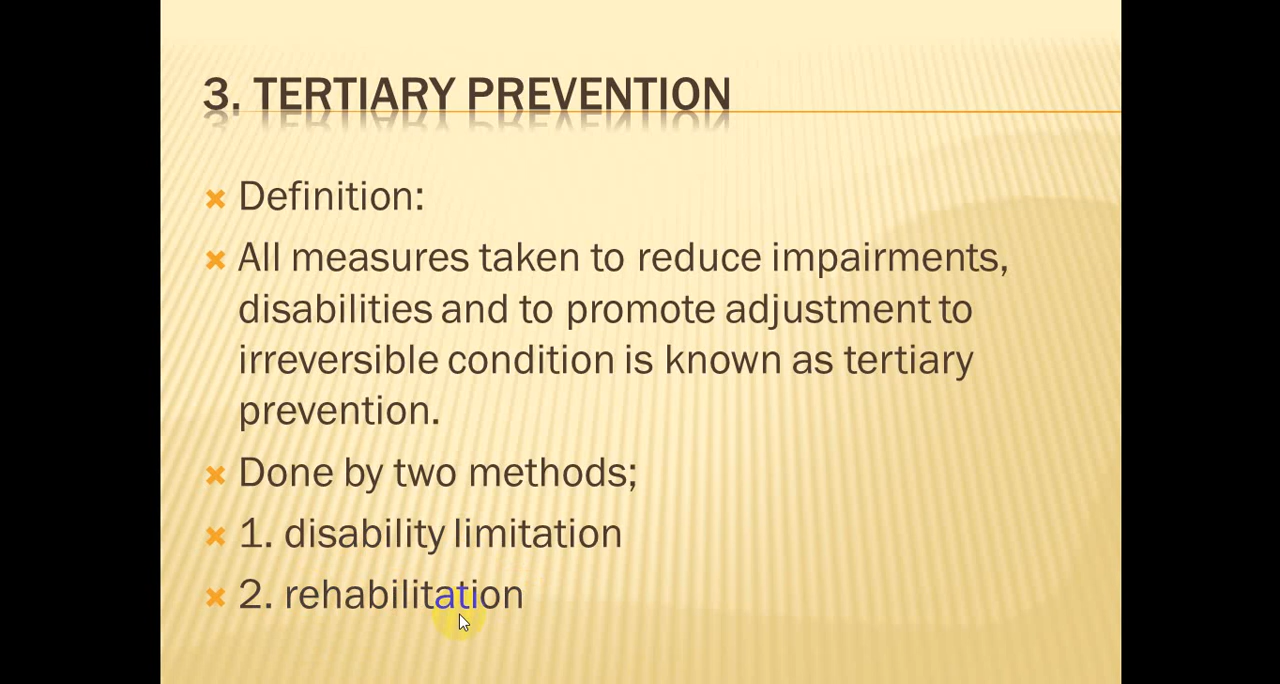 3. TERTIARY PREVENTION
Definition:
All measures taken to reduce impairments,
disabilities and to promote adjustment to
irreversible condition is known as tertiary
prevention.
Done by two methods;
1. disability limitation
2. rehabilitation